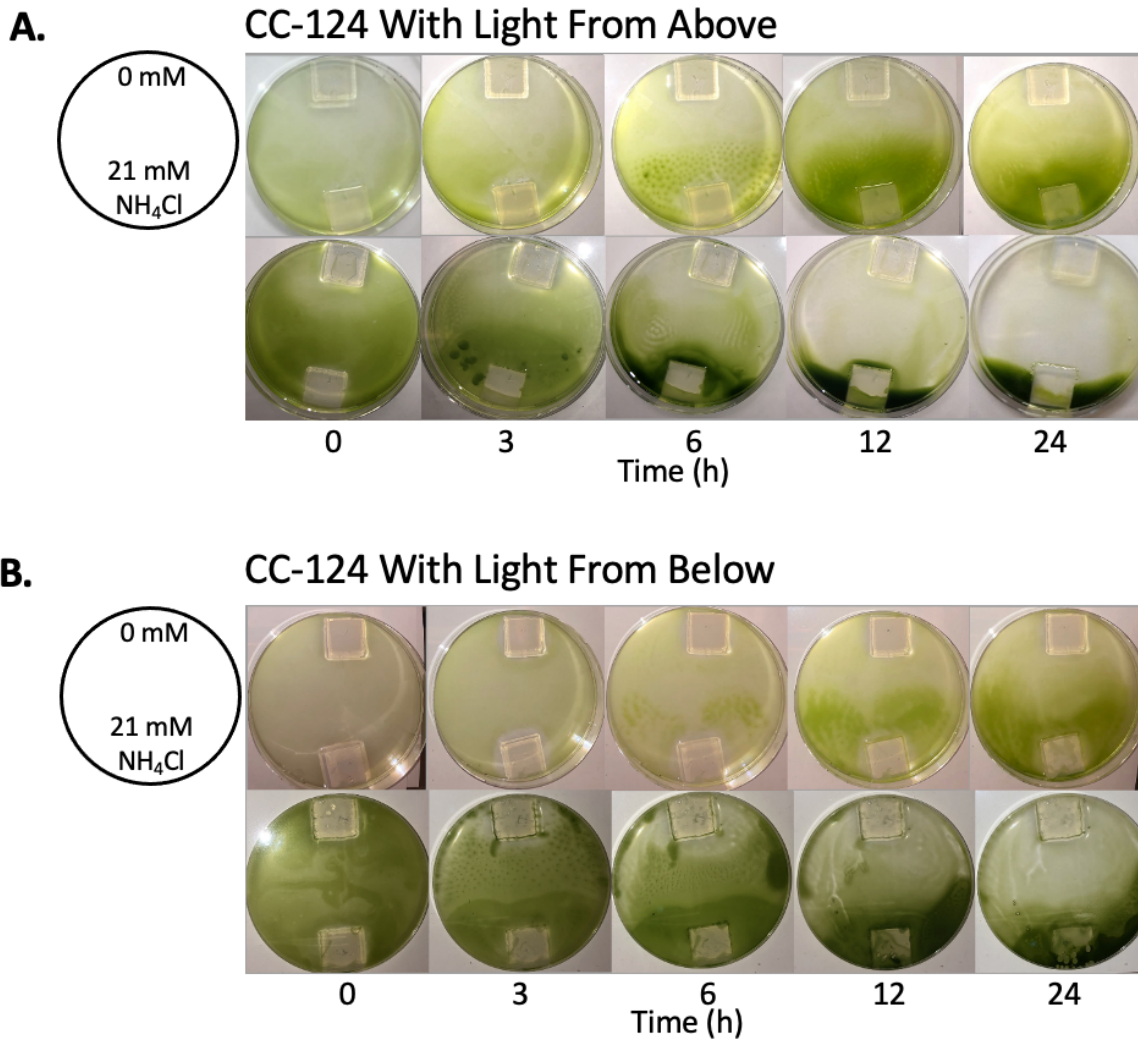 A.
CC-124 With Light From Above
0 mM
21 mM
NH₄Cl
0 3 6 12 24
Time (h)
B.
CC-124 With Light From Below
0 mM
21 mM
NH₄Cl
0 3 6 12 24
Time (h)